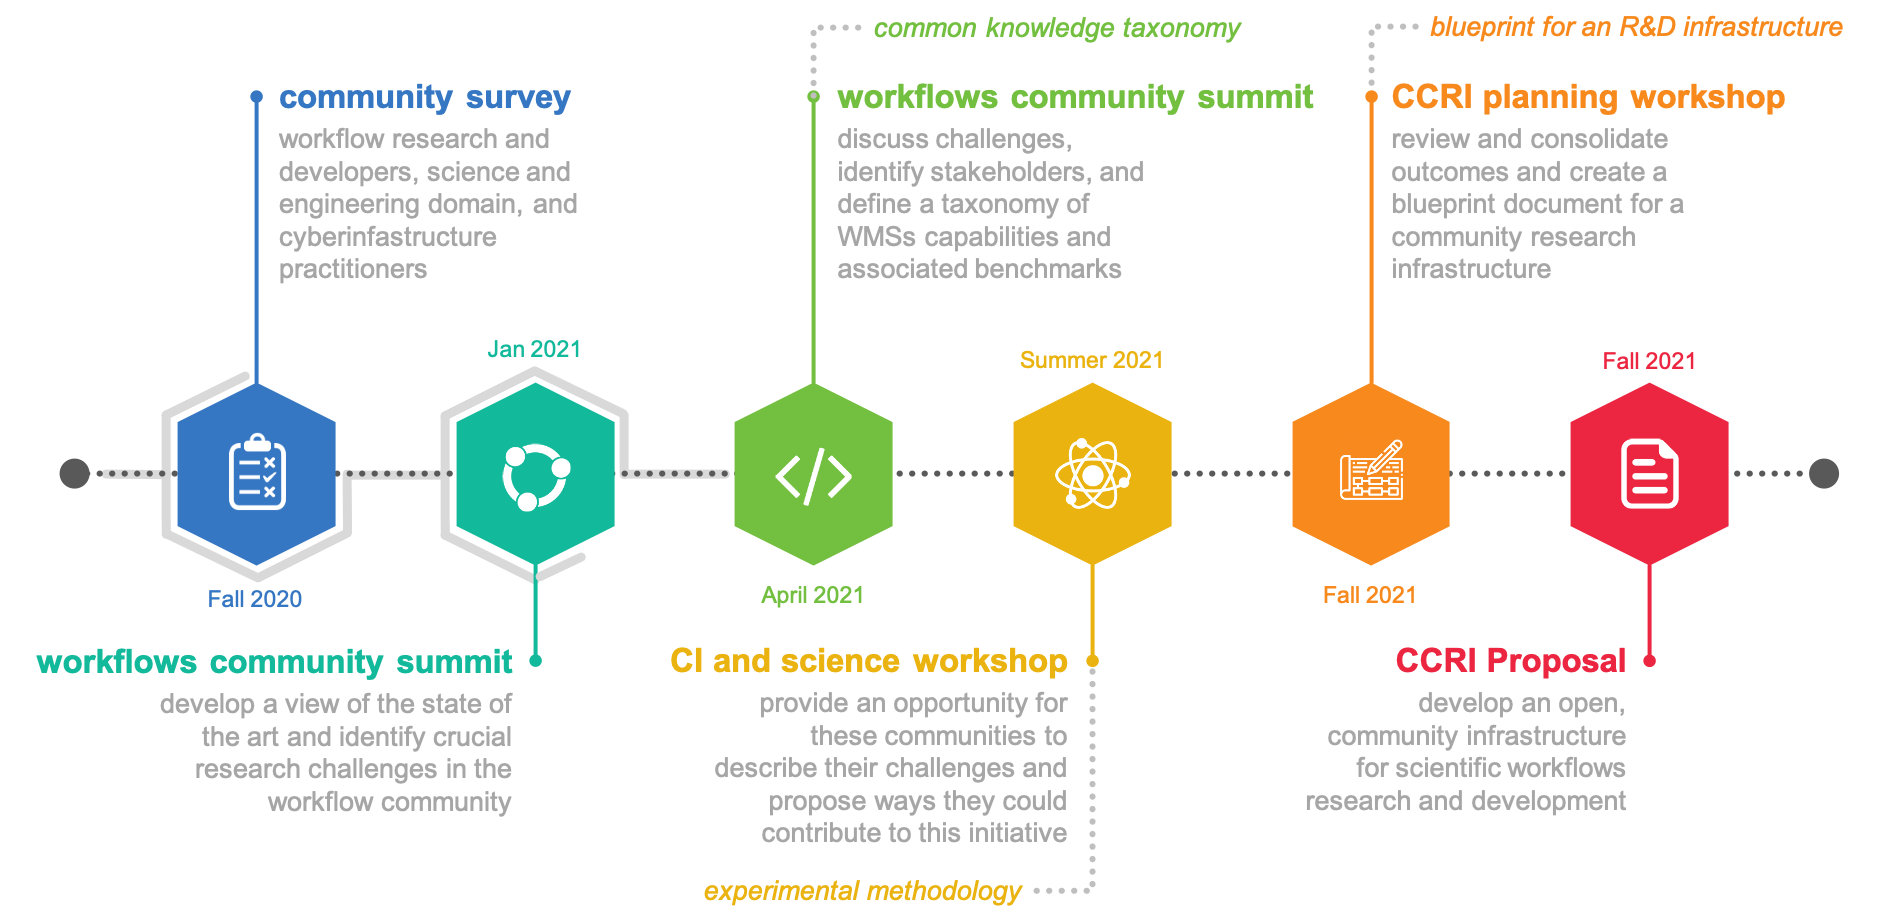 common knowledge taxonomy
blueprint for an R&D infrastructure
community survey
workflow research and
developers, science and
engineering domain, and
cyberinfastructure
practitioners
workflows community summit
discuss challenges,
identify stakeholders, and
define a taxonomy of
WMSs capabilities and
associated benchmarks
CCRI planning workshop
review and consolidate
outcomes and create a
blueprint document for a
community research
infrastructure
Jan 2021
Summer 2021
Fall 2021
Fall 2020
April 2021
Fall 2021
workflows community summit
develop a view of the state of
the art and identify crucial
research challenges in the
workflow community
CI and science workshop
provide an opportunity for
these communities to
describe their challenges and
propose ways they could
contribute to this initiative
experimental methodology
CCRI Proposal
develop an open,
community infrastructure
for scientific workflows
research and development